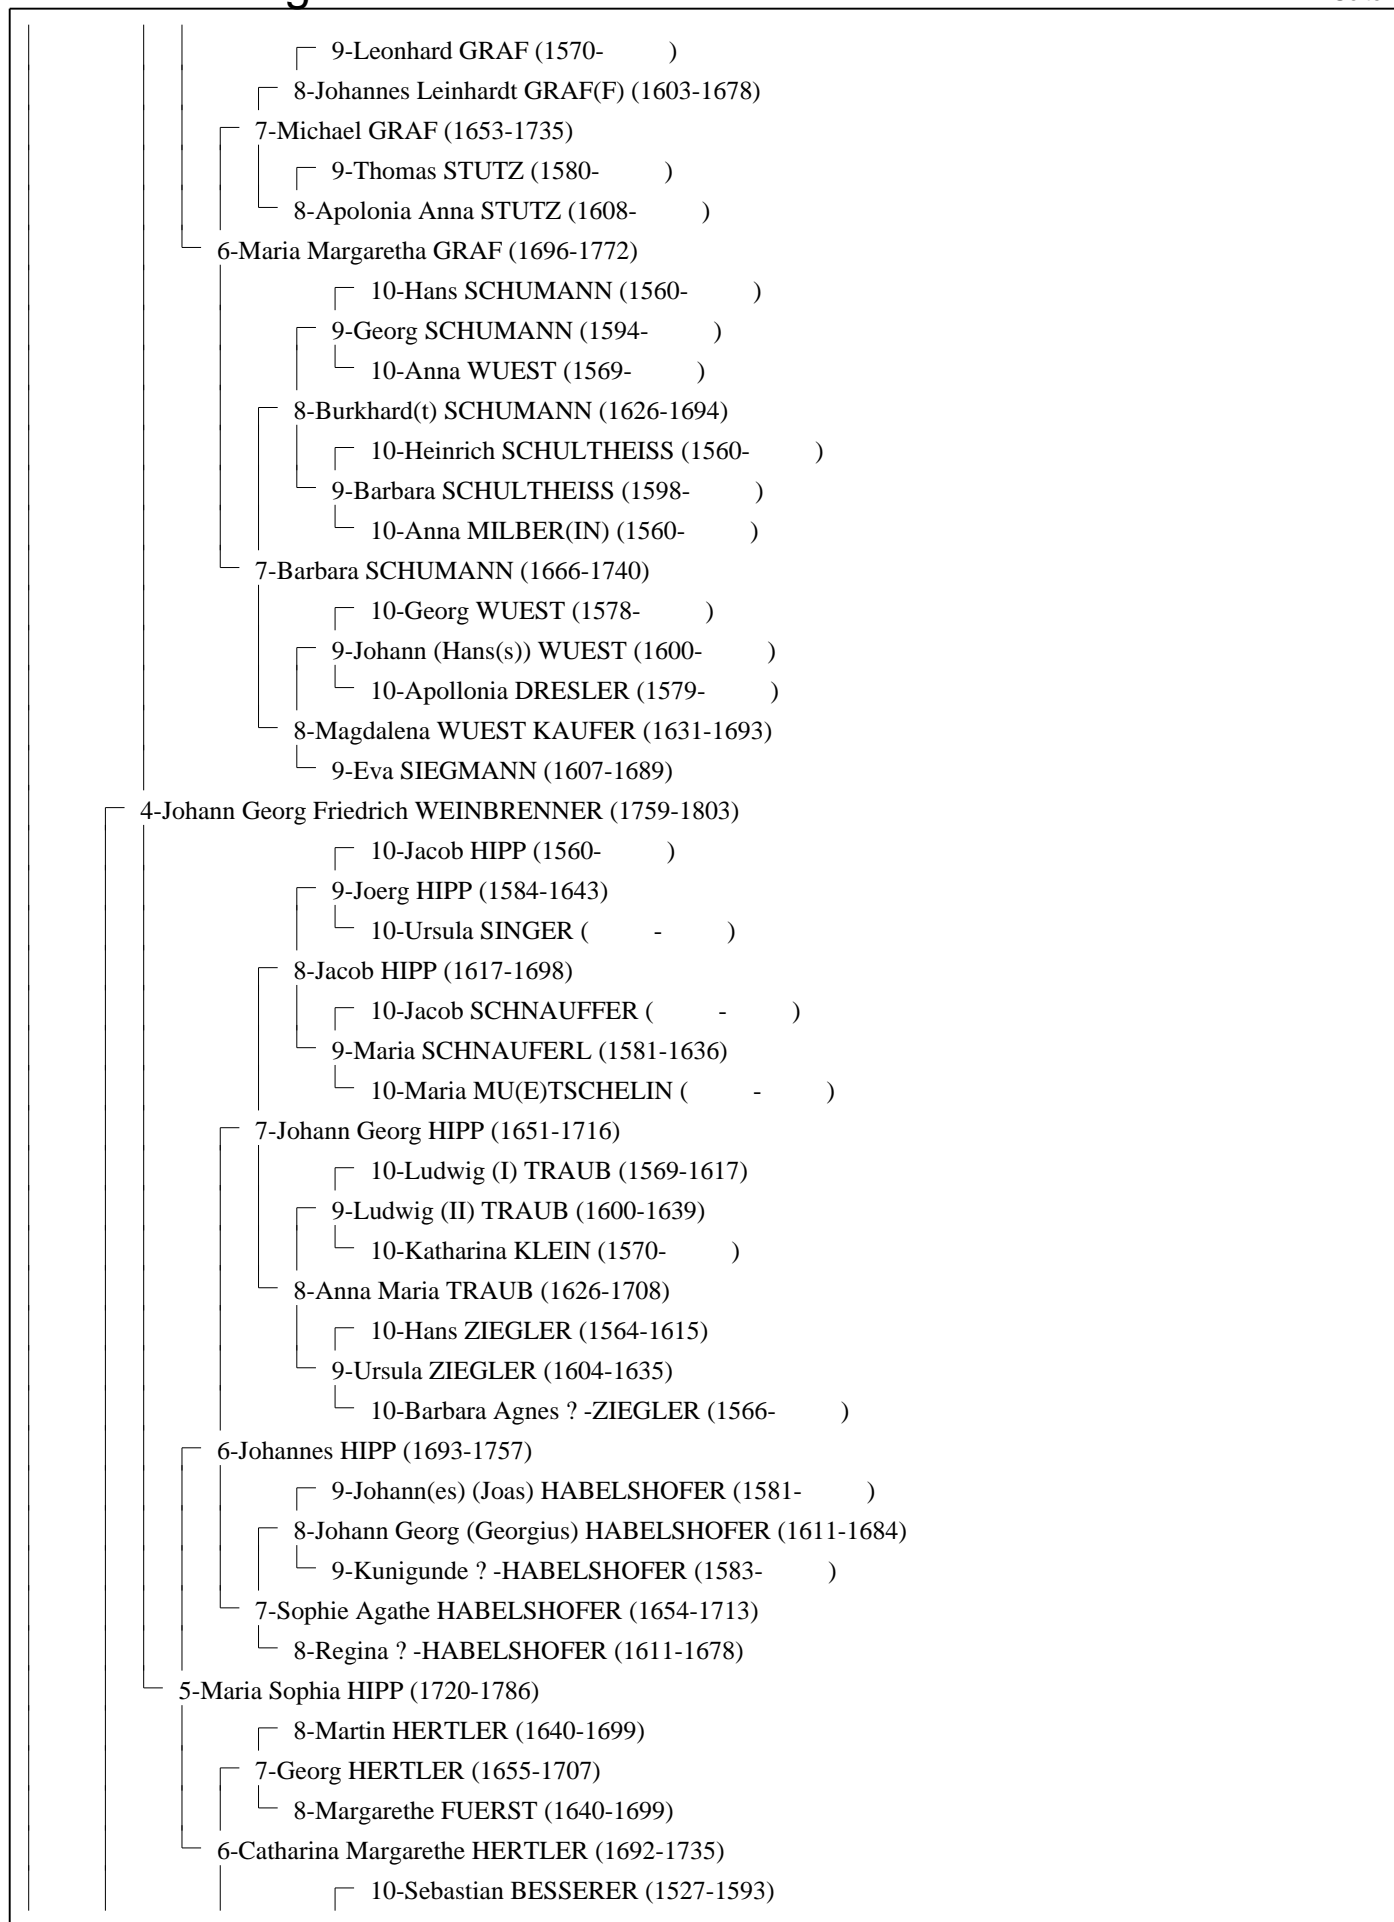 9-Leonhard GRAF (1570- )
8-Johannes Leinhardt GRAF(F) (1603-1678)
7-Michael GRAF (1653-1735)
9-Thomas STUTZ (1580- )
8-Apolonia Anna STUTZ (1608- )
6-Maria Margaretha GRAF (1696-1772)
10-Hans SCHUMANN (1560- )
9-Georg SCHUMANN (1594- )
10-Anna WUEST (1569- )
8-Burkhard(t) SCHUMANN (1626-1694)
10-Heinrich SCHULTHEISS (1560- )
9-Barbara SCHULTHEISS (1598- )
10-Anna MILBER(IN) (1560- )
7-Barbara SCHUMANN (1666-1740)
10-Georg WUEST (1578- )
9-Johann (Hans(s)) WUEST (1600- )
10-Apollonia DRESLER (1579- )
8-Magdalena WUEST KAUFER (1631-1693)
9-Eva SIEGMANN (1607-1689)
4-Johann Georg Friedrich WEINBRENNER (1759-1803)
10-Jacob HIPP (1560- )
9-Joerg HIPP (1584-1643)
10-Ursula SINGER ( - )
8-Jacob HIPP (1617-1698)
10-Jacob SCHNAUFFER ( - )
9-Maria SCHNAUFERL (1581-1636)
10-Maria MU(E)TSCHELIN ( - )
7-Johann Georg HIPP (1651-1716)
10-Ludwig (I) TRAUB (1569-1617)
9-Ludwig (II) TRAUB (1600-1639)
10-Katharina KLEIN (1570- )
8-Anna Maria TRAUB (1626-1708)
10-Hans ZIEGLER (1564-1615)
9-Ursula ZIEGLER (1604-1635)
10-Barbara Agnes ? -ZIEGLER (1566- )
6-Johannes HIPP (1693-1757)
9-Johann(es) (Joas) HABELSHOFER (1581- )
8-Johann Georg (Georgius) HABELSHOFER (1611-1684)
9-Kunigunde ? -HABELSHOFER (1583- )
7-Sophie Agathe HABELSHOFER (1654-1713)
8-Regina ? -HABELSHOFER (1611-1678)
5-Maria Sophia HIPP (1720-1786)
8-Martin HERTLER (1640-1699)
7-Georg HERTLER (1655-1707)
8-Margarethe FUERST (1640-1699)
6-Catharina Margarethe HERTLER (1692-1735)
10-Sebastian BESSERER (1527-1593)